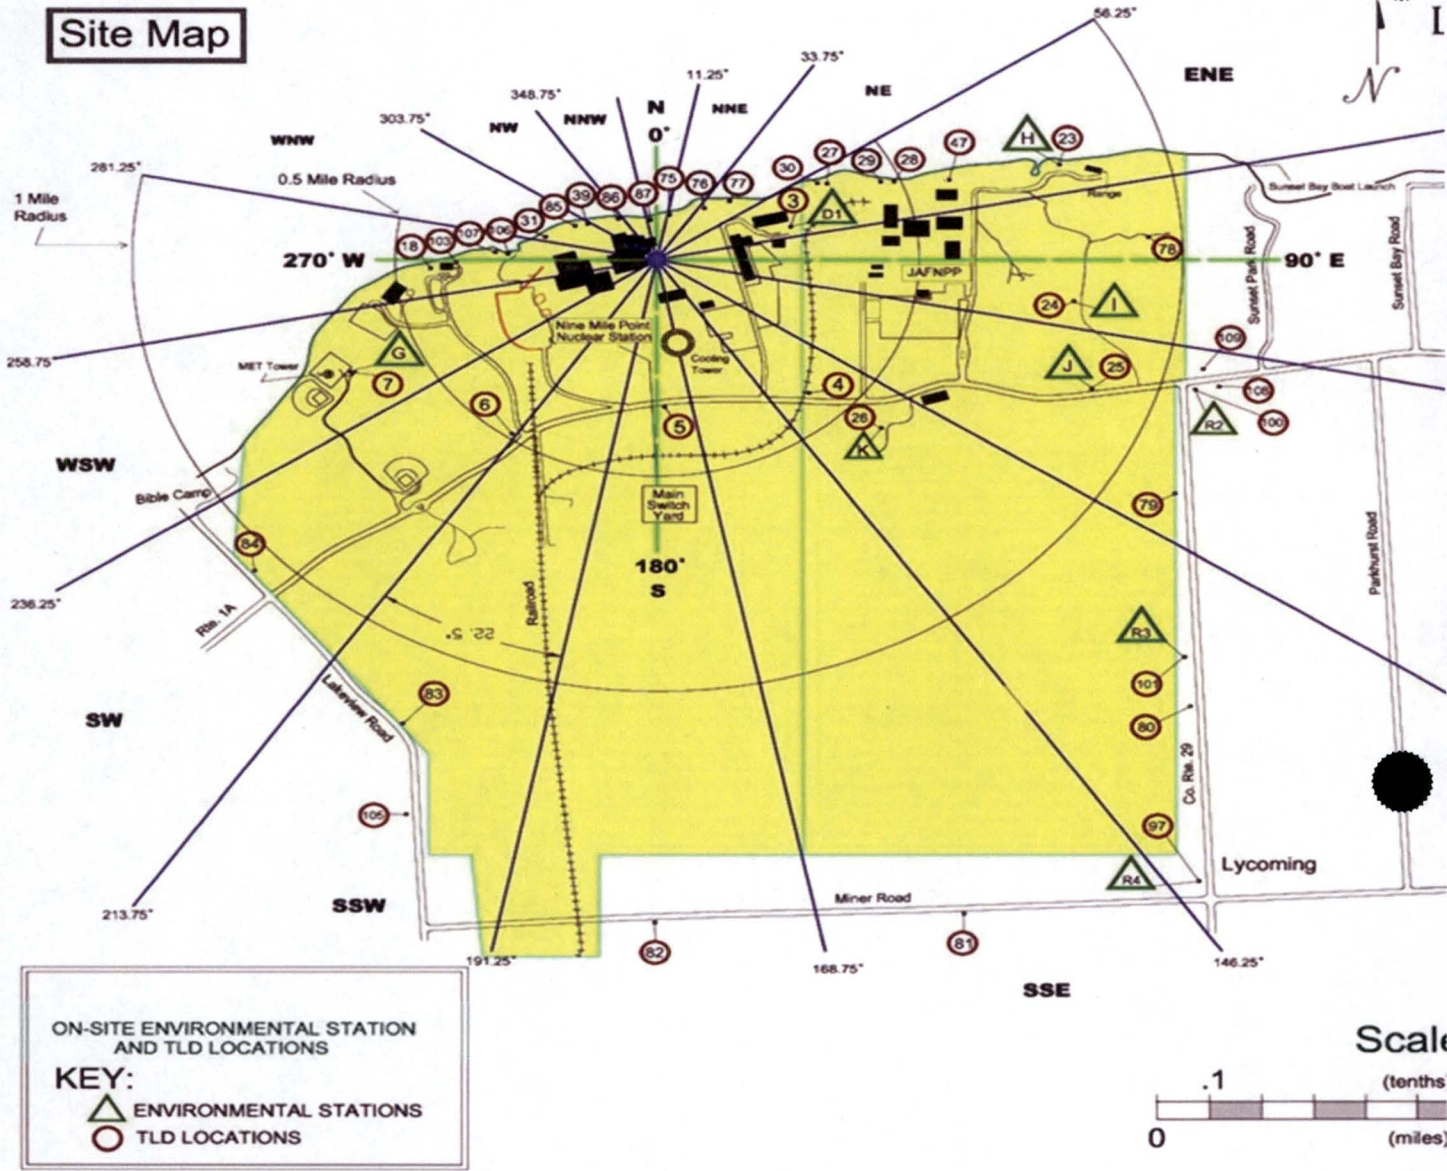 Site Map
56.25°
N
ENE
33.75°
11.25°
348.75°
303.75°
N
0°
NNE
NE
NNW
NW
WNW
281.25°
0.5 Mile Radius
1 Mile
Radius
H
23
47
27
30
29
28
75
76
77
87
86
39
85
31
106
107
103
18
3
D1
Range
Sunset Bay Boat Launch
Sunset Park Road
Sunset Bay Road
78
270° W
90° E
JAFNPP
24
I
Nine Mile Point
Nuclear Station
Cooling
Tower
258.75
MET Tower
G
7
6
5
4
26
K
J
25
109
108
100
R2
WSW
Bible Camp
Main
Switch
Yard
79
Parkhurst Road
84
180°
S
236.25°
Rte. 1A
Railroad
22.5°
R3
101
80
Lakeview Road
83
SW
Co. Rte. 29
105
97
R4
Lycoming
213.75°
SSW
Miner Road
191.25°
82
168.75°
81
146.25°
SSE
ON-SITE ENVIRONMENTAL STATION
AND TLD LOCATIONS
KEY:
ENVIRONMENTAL STATIONS
TLD LOCATIONS
Scale
.1
(tenths
0
(miles)